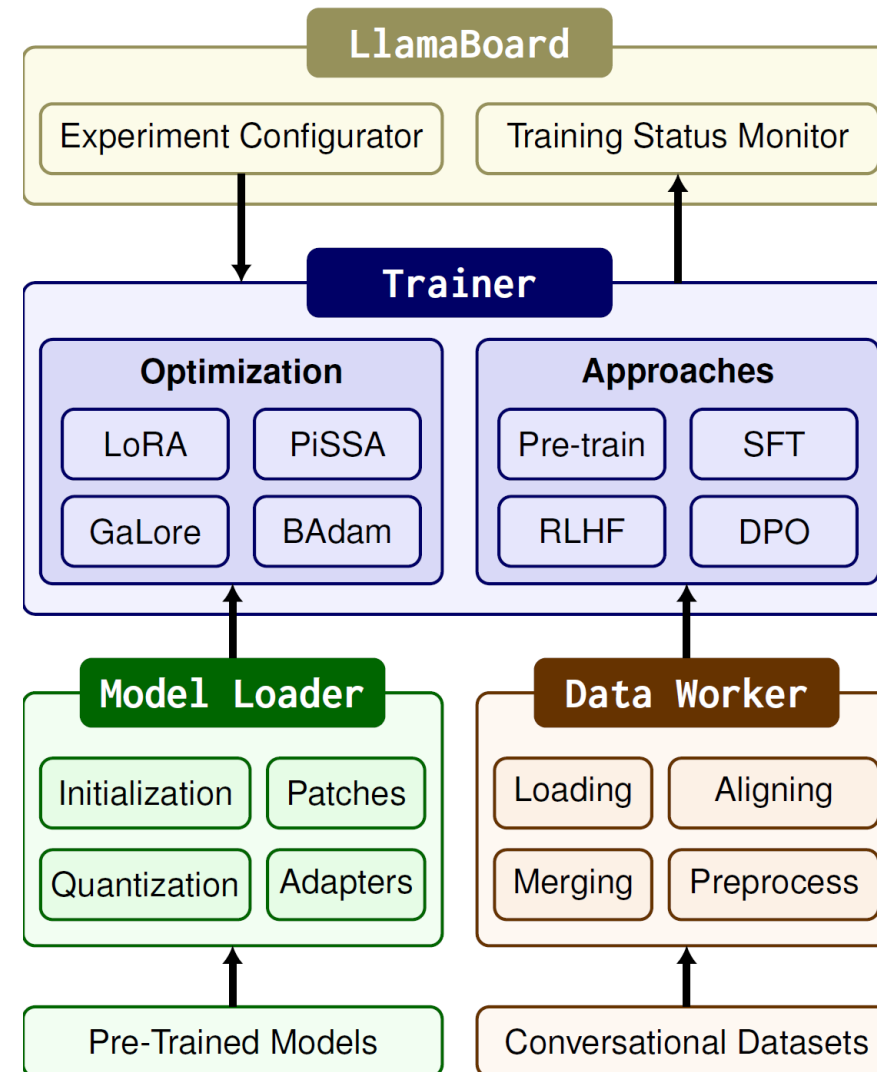 LlamaBoard
Experiment Configurator
Training Status Monitor
Trainer
Optimization
LoRA
PiSSA
GaLore
BAdam
Approaches
Pre-train
SFT
RLHF
DPO
Model Loader
Initialization
Patches
Quantization
Adapters
Pre-Trained Models
Data Worker
Loading
Aligning
Merging
Preprocess
Conversational Datasets